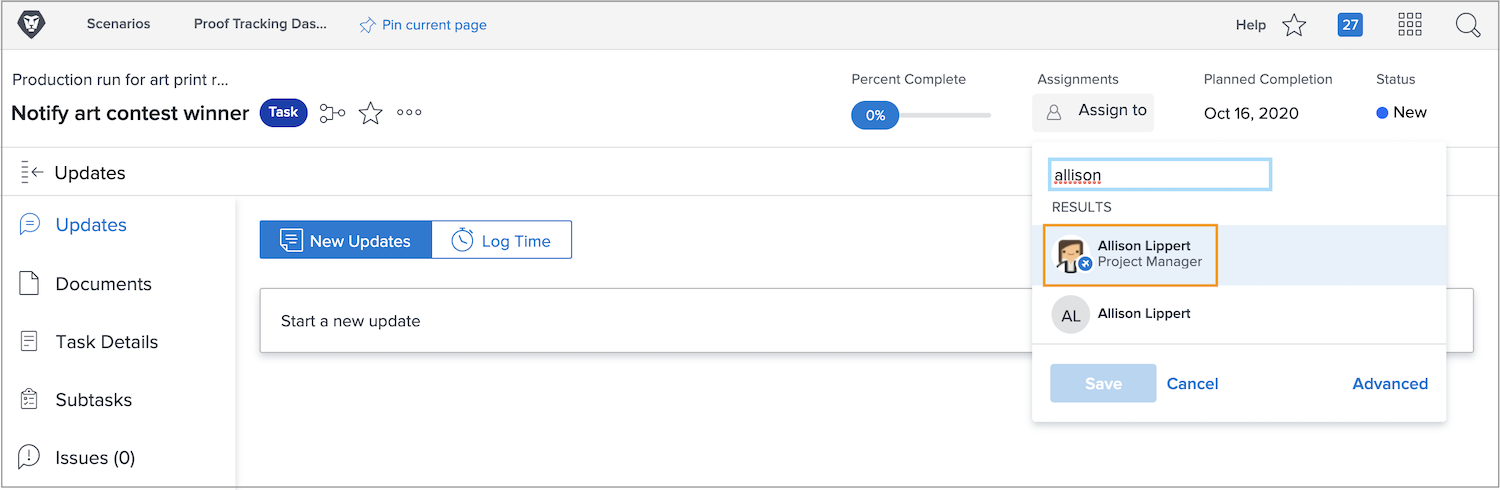 Scenarios
Proof Tracking Das...
Pin current page
Help
27
Production run for art print r...
Notify art contest winner
Task
Percent Complete
0%
Assignments
Assign to
Planned Completion
Oct 16, 2020
Status
New
Updates
Updates
Documents
Task Details
Subtasks
Issues (0)
New Updates
Log Time
Start a new update
allison
RESULTS
Allison Lippert
Project Manager
AL
Allison Lippert
Save
Cancel
Advanced